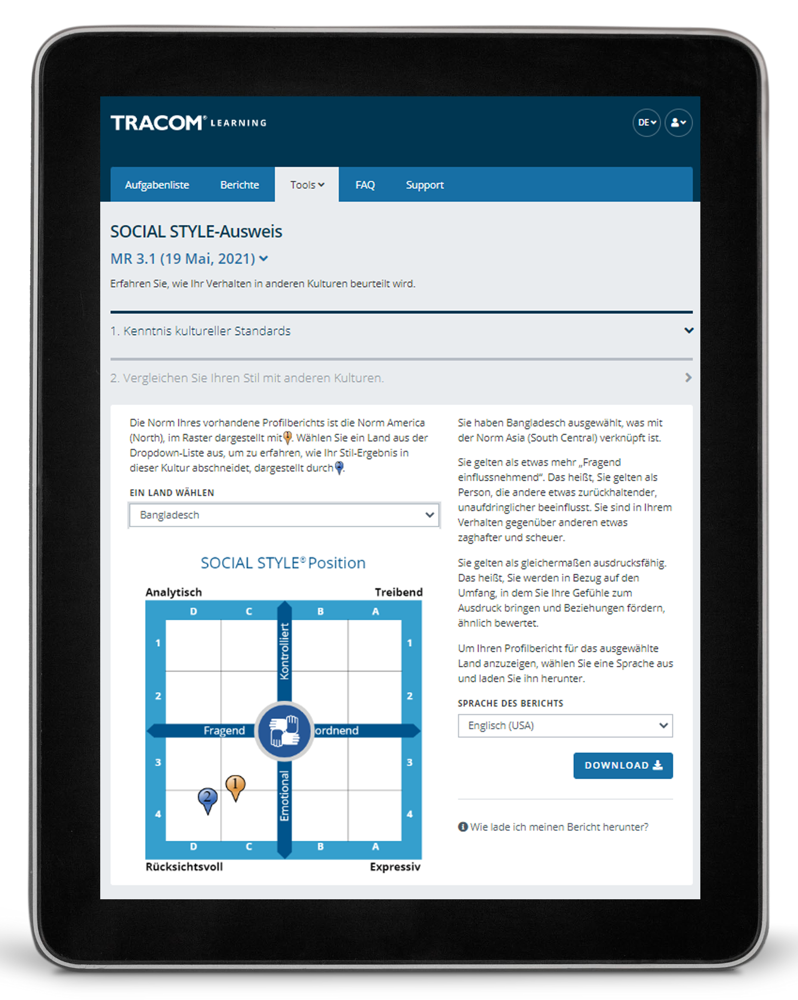 TRACOM® LEARNING
DE
Aufgabenliste Berichte Tools FAQ Support
SOCIAL STYLE-Ausweis
MR 3.1 (19 Mai, 2021)
Erfahren Sie, wie Ihr Verhalten in anderen Kulturen beurteilt wird.
1. Kenntnis kultureller Standards
2. Vergleichen Sie Ihren Stil mit anderen Kulturen.
Die Norm Ihres vorhandene Profilberichts ist die Norm America
(North), im Raster dargestellt mit 1. Wählen Sie ein Land aus der
Dropdown-Liste aus, um zu erfahren, wie Ihr Stil-Ergebnis in
dieser Kultur abschneidet, dargestellt durch 2.
EIN LAND WÄHLEN
Bangladesch
SOCIAL STYLE® Position
Analytisch Treibend
D C B A
Kontrolliert
1 1
2 2
Fragend ordnend
3 3
Emotional
1
2
4 4
D C B A
Rücksichtsvoll Expressiv
Sie haben Bangladesch ausgewählt, was mit
der Norm Asia (South Central) verknüpft ist.
Sie gelten als etwas mehr „Fragend
einflussnehmend“. Das heißt, Sie gelten als
Person, die andere etwas zurückhaltender,
unaufdringlicher beeinflusst. Sie sind in Ihrem
Verhalten gegenüber anderen etwas
zaghafter und scheuer.
Sie gelten als gleichermaßen ausdrucksfähig.
Das heißt, Sie werden in Bezug auf den
Umfang, in dem Sie Ihre Gefühle zum
Ausdruck bringen und Beziehungen fördern,
ähnlich bewertet.
Um Ihren Profilbericht für das ausgewählte
Land anzuzeigen, wählen Sie eine Sprache aus
und laden Sie ihn herunter.
SPRACHE DES BERICHTS
Englisch (USA)
DOWNLOAD
Wie lade ich meinen Bericht herunter?